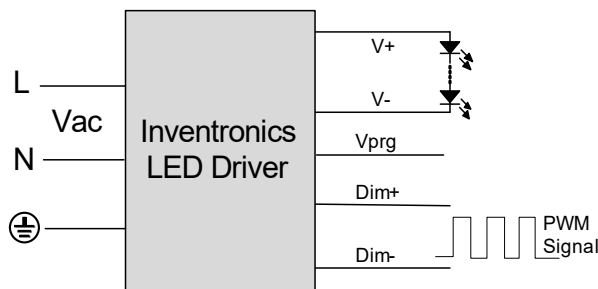 L
Vac
N
Inventronics
LED Driver
V+
V-
Vprg
Dim+
Dim-
PWM
Signal